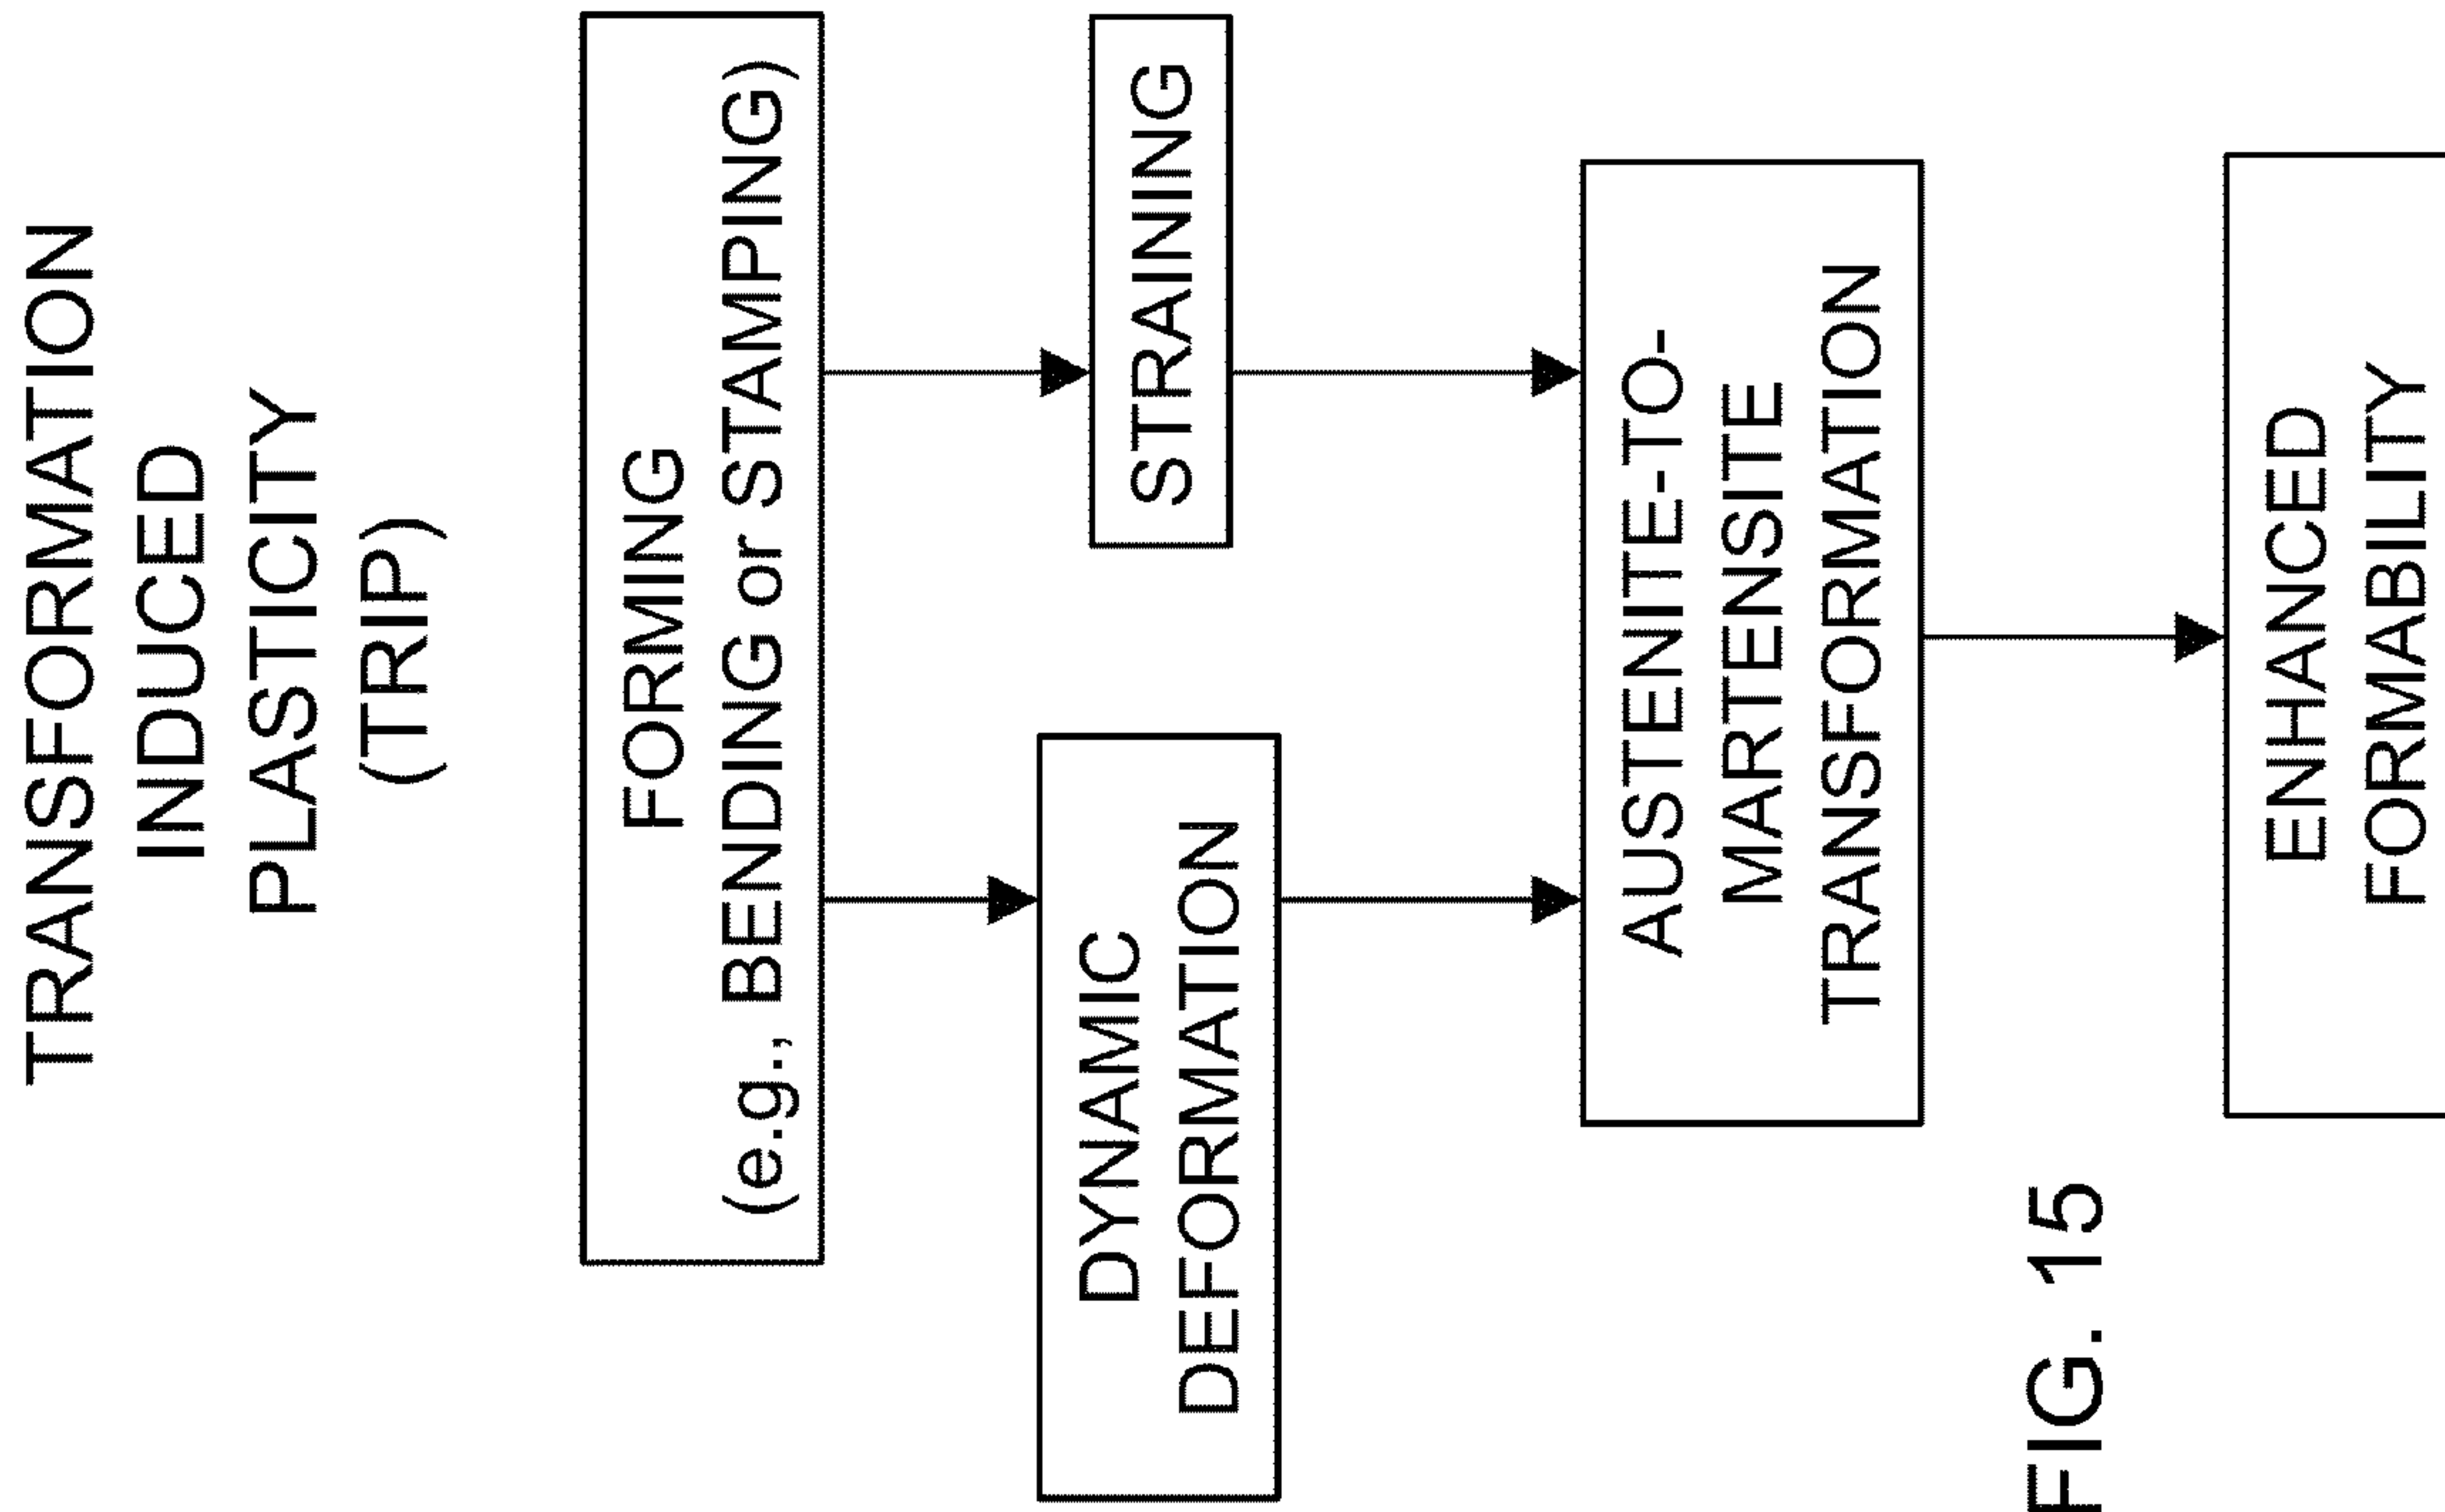 TRANSFORMATION
INDUCED
PLASTICITY
(TRIP)
FORMING
(e.g., BENDING or STAMPING)
DYNAMIC
DEFORMATION
STRAINING
AUSTENITE-TO-
MARTENSITE
TRANSFORMATION
ENHANCED
FORMABILITY
FIG. 15